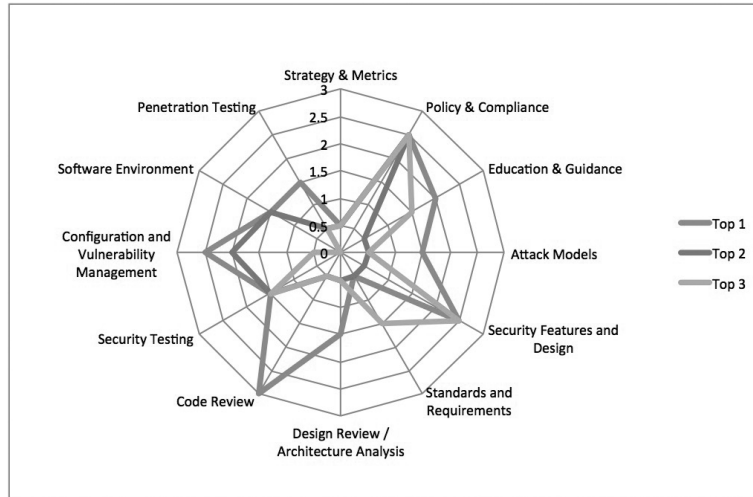 Strategy & Metrics
3
Penetration Testing
Policy & Compliance
2.5
2
Software Environment
1.5
Education & Guidance
1
0.5
Top 1
Configuration and
Vulnerability
Management
0
Attack Models
Top 2
Top 3
Security Testing
Security Features and
Design
Code Review
Standards and
Requirements
Design Review /
Architecture Analysis